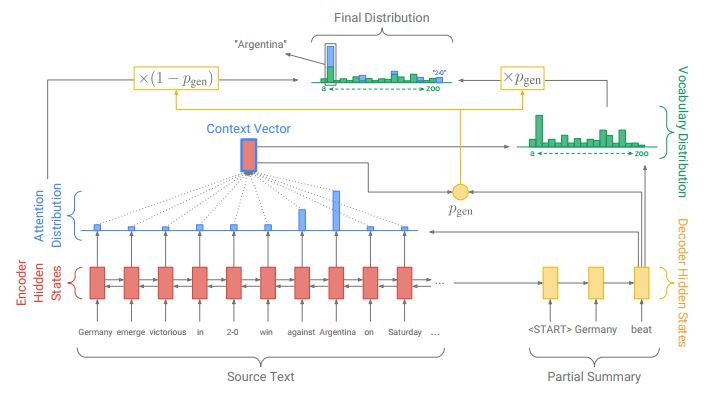 Final Distribution
"Argentina"
"2-0"
×(1 − pgen)
×pgen
a zoo
Context Vector
Vocabulary Distribution
a zoo
Attention
Distribution
pgen
Encoder
Hidden
States
Decoder Hidden States
...
Germany emerge victorious in 2-0 win against Argentina on Saturday ...
<START> Germany beat
Source Text
Partial Summary